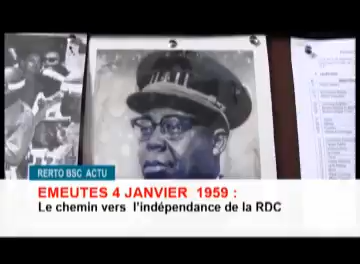 RERTO BSC ACTU
EMEUTES 4 JANVIER 1959 :
Le chemin vers l'indépendance de la RDC